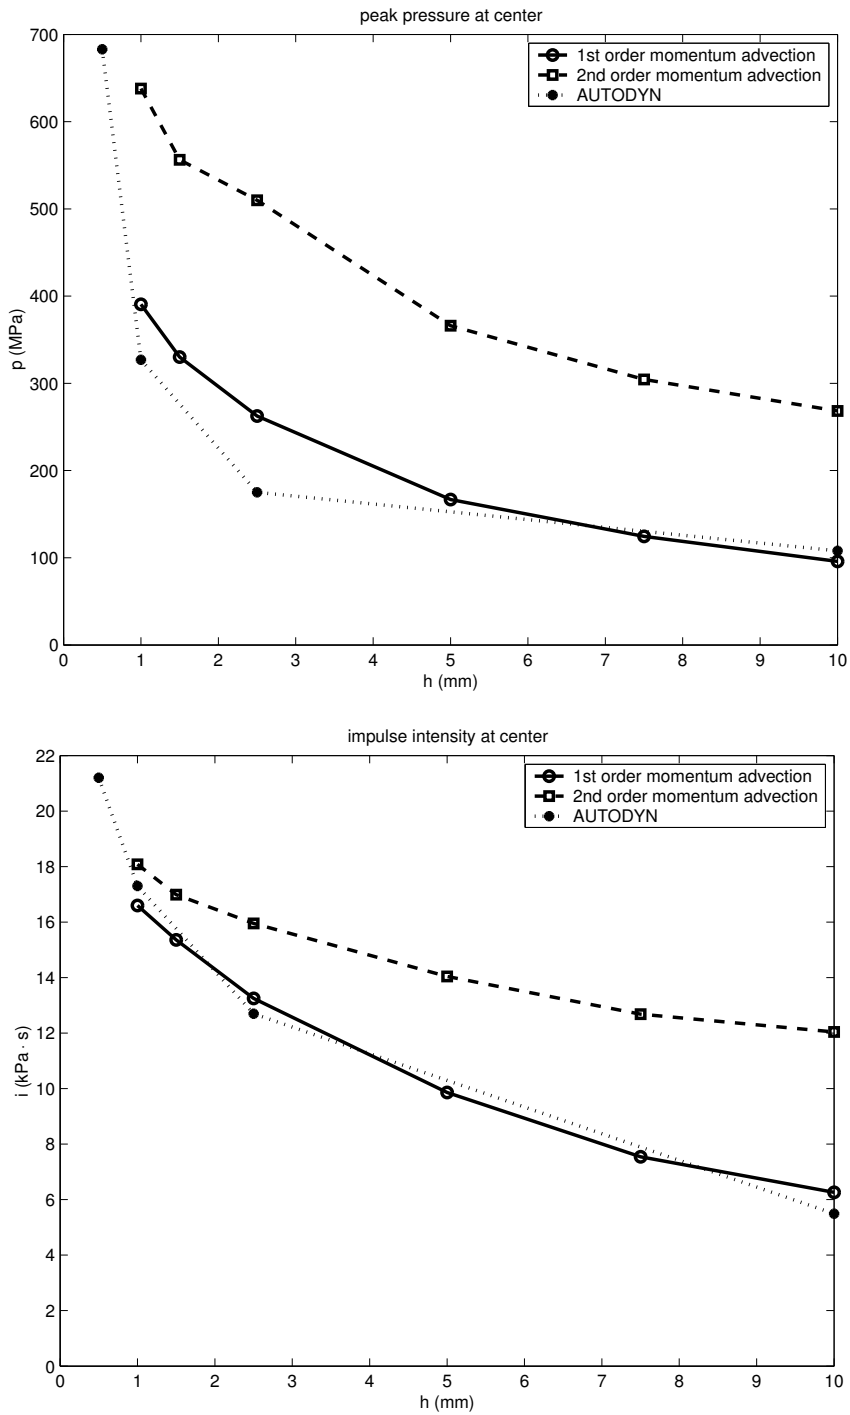 peak pressure at center
700
600
500
400
300
200
100
0
p (MPa)
1st order momentum advection
2nd order momentum advection
AUTODYN
0 1 2 3 4 5 6 7 8 9 10
h (mm)
impulse intensity at center
22
20
18
16
14
12
10
8
6
4
2
0
i (kPa · s)
1st order momentum advection
2nd order momentum advection
AUTODYN
0 1 2 3 4 5 6 7 8 9 10
h (mm)